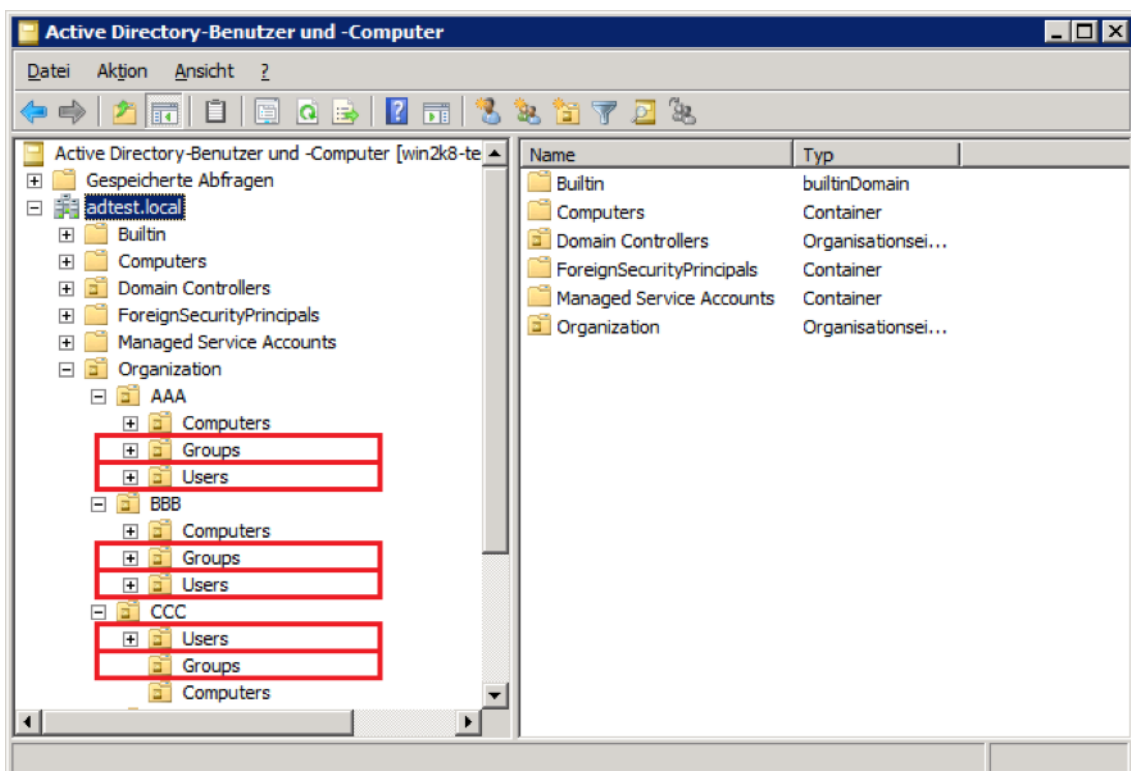 Active Directory-Benutzer und -Computer
Datei Aktion Ansicht ?
Active Directory-Benutzer und -Computer [win2k8-te
Gespeicherte Abfragen
adtest.local
Builtin
Computers
Domain Controllers
ForeignSecurityPrincipals
Managed Service Accounts
Organization
AAA
Computers
Groups
Users
BBB
Computers
Groups
Users
CCC
Users
Groups
Computers
Name Typ
Builtin builtinDomain
Computers Container
Domain Controllers Organisationsei...
ForeignSecurityPrincipals Container
Managed Service Accounts Container
Organization Organisationsei...